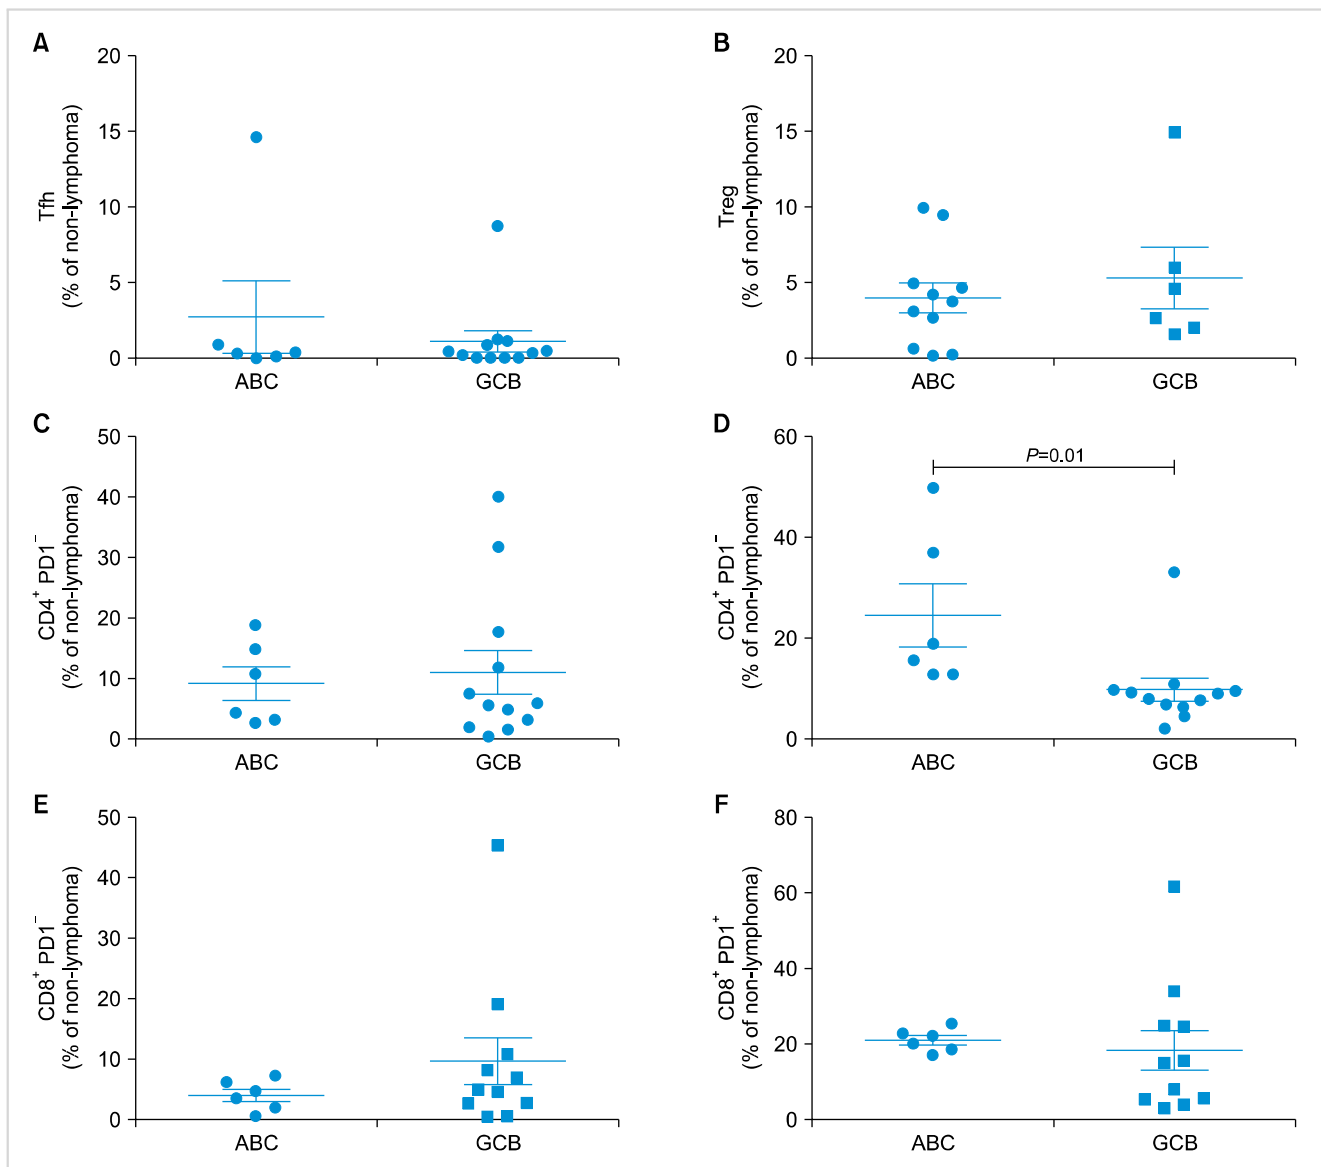 A
20
15
10
5
0
Tfh
(% of non-lymphoma)
ABC
GCB
B
20
15
10
5
0
Treg
(% of non-lymphoma)
ABC
GCB
C
50
40
30
20
10
0
CD4⁺ PD1⁻
(% of non-lymphoma)
ABC
GCB
D
60
40
20
0
CD4⁺ PD1⁻
(% of non-lymphoma)
P=0.01
ABC
GCB
E
50
40
30
20
10
0
CD8⁺ PD1⁻
(% of non-lymphoma)
ABC
GCB
F
80
60
40
20
0
CD8⁺ PD1⁺
(% of non-lymphoma)
ABC
GCB